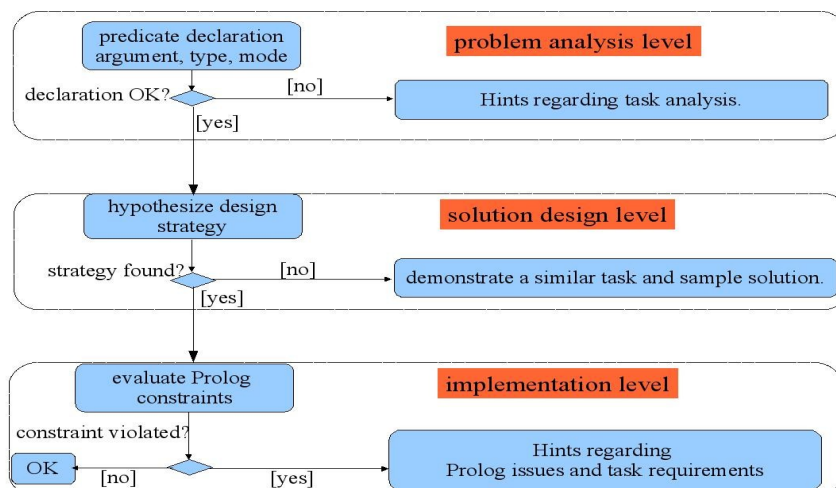 predicate declaration
argument, type, mode
problem analysis level
declaration OK?
[no]
Hints regarding task analysis.
[yes]
hypothesize design
strategy
solution design level
strategy found?
[no]
demonstrate a similar task and sample solution.
[yes]
evaluate Prolog
constraints
implementation level
constraint violated?
OK
[no]
[yes]
Hints regarding
Prolog issues and task requirements